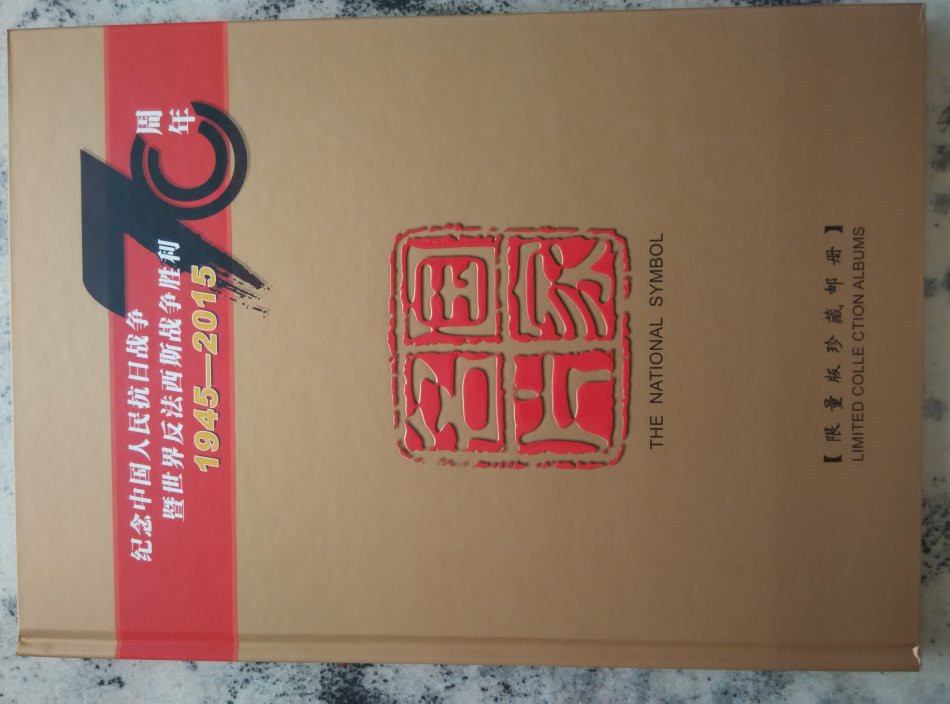 纪念中国人民抗日战争
暨世界反法西斯战争胜利
1945—2015
70
周年
国家
名片
THE NATIONAL SYMBOL
【限量版珍藏邮册】
LIMITED COLLE CTION ALBUMS